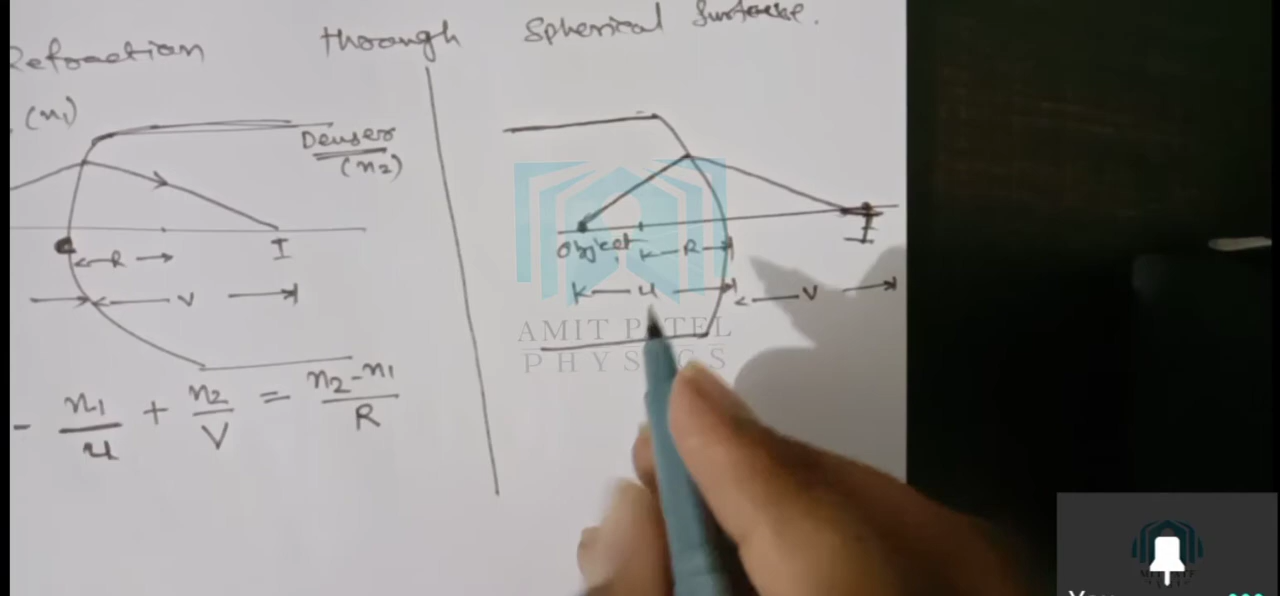 Refraction through Spherical Surface.
(n1)
Denser
(n2)
R
I
V
- n1/u + n2/V = n2-n1/R
Object
R
I
u
V
AMIT PATEL
PHYSICS